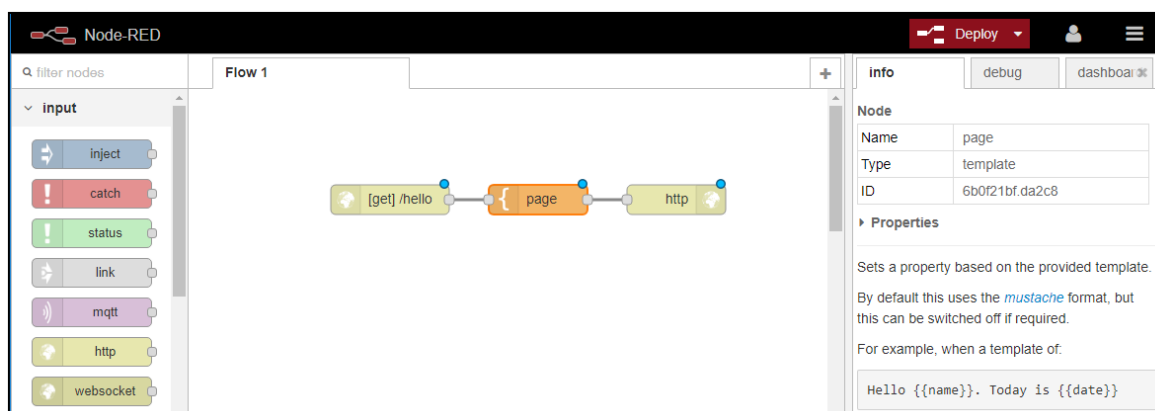 Node-RED
Deploy
filter nodes
Flow 1
+
info
debug
dashboar
input
inject
catch
status
link
mqtt
http
websocket
[get] /hello
page
http
Node
Name page
Type template
ID 6b0f21bf.da2c8
Properties
Sets a property based on the provided template.
By default this uses the mustache format, but
this can be switched off if required.
For example, when a template of:
Hello {{name}}. Today is {{date}}